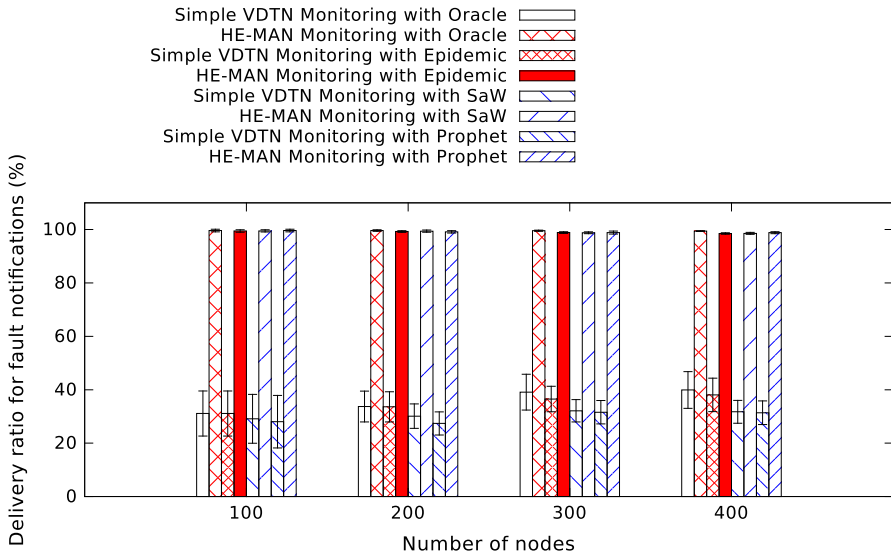 Simple VDTN Monitoring with Oracle
HE-MAN Monitoring with Oracle
Simple VDTN Monitoring with Epidemic
HE-MAN Monitoring with Epidemic
Simple VDTN Monitoring with SaW
HE-MAN Monitoring with SaW
Simple VDTN Monitoring with Prophet
HE-MAN Monitoring with Prophet
Delivery ratio for fault notifications (%)
100
80
60
40
20
0
100 200 300 400
Number of nodes